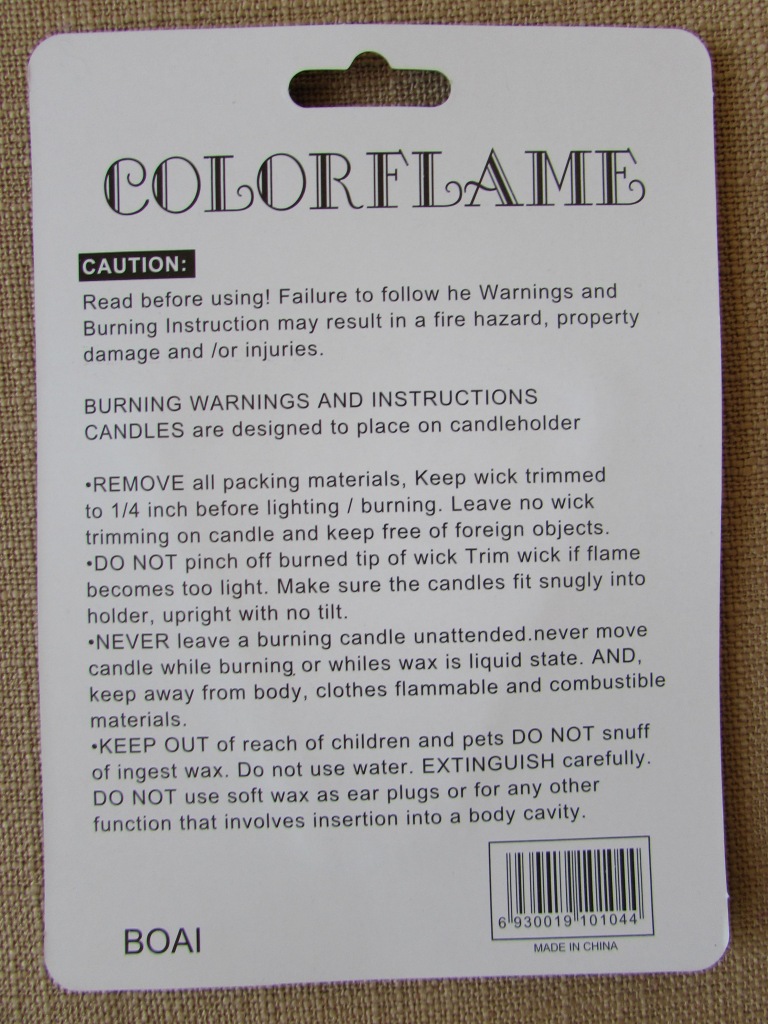 COLORFLAME
CAUTION:
Read before using! Failure to follow he Warnings and
Burning Instruction may result in a fire hazard, property
damage and /or injuries.
BURNING WARNINGS AND INSTRUCTIONS
CANDLES are designed to place on candleholder
•REMOVE all packing materials, Keep wick trimmed
to 1/4 inch before lighting / burning. Leave no wick
trimming on candle and keep free of foreign objects.
•DO NOT pinch off burned tip of wick Trim wick if flame
becomes too light. Make sure the candles fit snugly into
holder, upright with no tilt.
•NEVER leave a burning candle unattended.never move
candle while burning or whiles wax is liquid state. AND,
keep away from body, clothes flammable and combustible
materials.
•KEEP OUT of reach of children and pets DO NOT snuff
of ingest wax. Do not use water. EXTINGUISH carefully.
DO NOT use soft wax as ear plugs or for any other
function that involves insertion into a body cavity.
6 930019 101044
MADE IN CHINA
BOAI